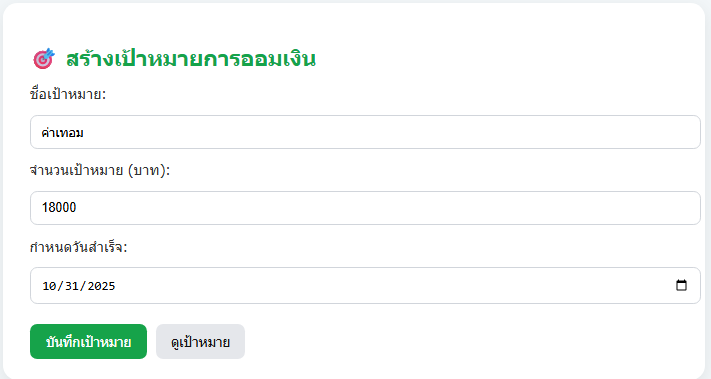 สร้างเป้าหมายการออมเงิน
ชื่อเป้าหมาย:
ค่าเทอม
จำนวนเป้าหมาย (บาท):
18000
กำหนดวันสำเร็จ:
10/31/2025
บันทึกเป้าหมาย ดูเป้าหมาย